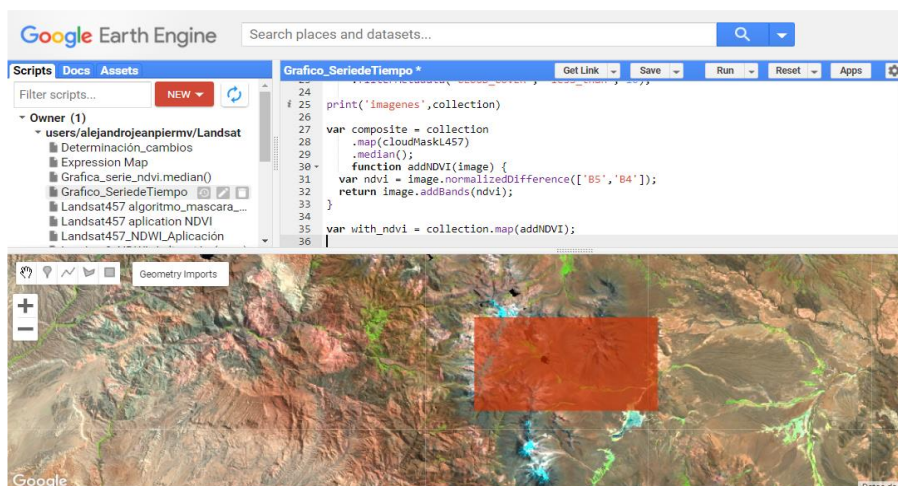 Google Earth Engine
Search places and datasets...
Scripts Docs Assets
Filter scripts...
NEW
Owner (1)
users/alejandrojeanpiermv/Landsat
Determinación_cambios
Expression Map
Grafica_serie_ndvi.median()
Grafico_SeriedeTiempo
Landsat457 algoritmo_mascara_...
Landsat457 aplication NDVI
Landsat457_NDWI_Aplicación
Grafico_SeriedeTiempo *
Get Link
Save
Run
Reset
Apps
24
i 25 print('imagenes',collection)
26
27 var composite = collection
28 .map(cloudMaskL457)
29 .median();
30 function addNDVI(image) {
31 var ndvi = image.normalizedDifference(['B5','B4']);
32 return image.addBands(ndvi);
33 }
34
35 var with_ndvi = collection.map(addNDVI);
36
Geometry Imports
+
−
Google